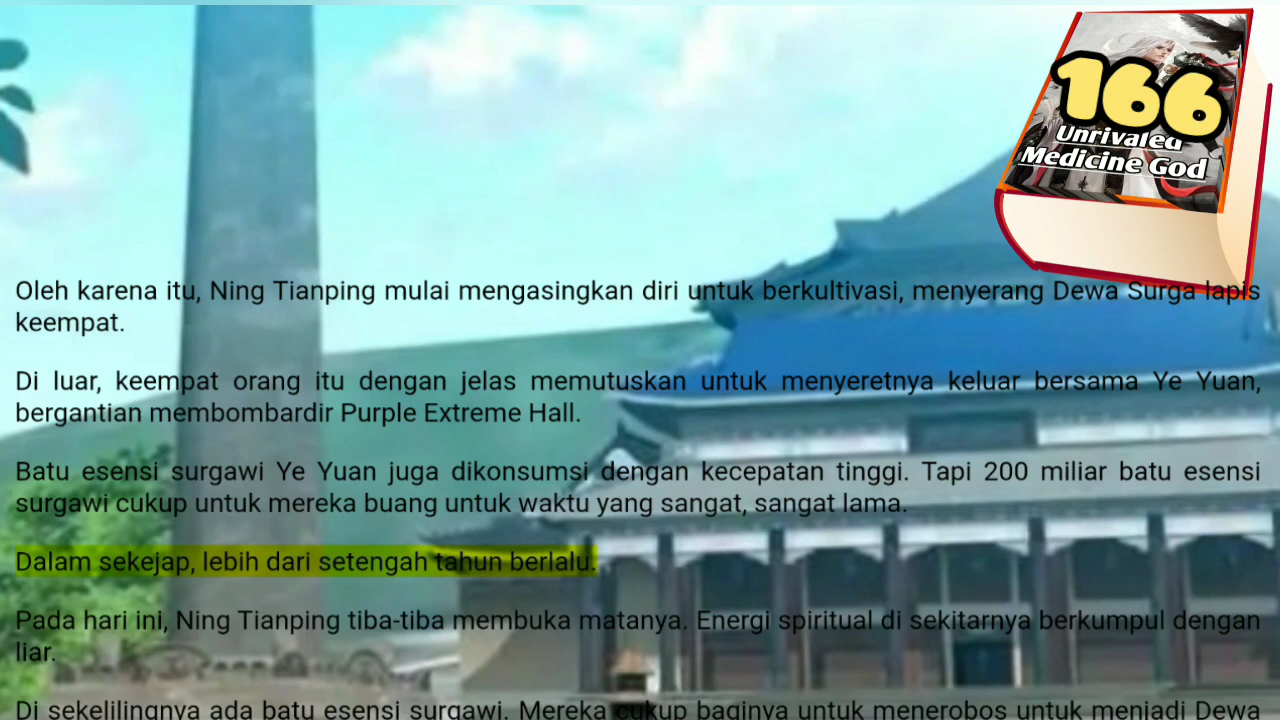 166
Unrivaled
Medicine God
Oleh karena itu, Ning Tianping mulai mengasingkan diri untuk berkultivasi, menyerang Dewa Surga lapis
keempat.
Di luar, keempat orang itu dengan jelas memutuskan untuk menyeretnya keluar bersama Ye Yuan,
bergantian membombardir Purple Extreme Hall.
Batu esensi surgawi Ye Yuan juga dikonsumsi dengan kecepatan tinggi. Tapi 200 miliar batu esensi
surgawi cukup untuk mereka buang untuk waktu yang sangat, sangat lama.
Dalam sekejap, lebih dari setengah tahun berlalu.
Pada hari ini, Ning Tianping tiba-tiba membuka matanya. Energi spiritual di sekitarnya berkumpul dengan
liar.
Di sekelilingnya ada batu esensi surgawi. Mereka cukup baginya untuk menerobos untuk menjadi Dewa